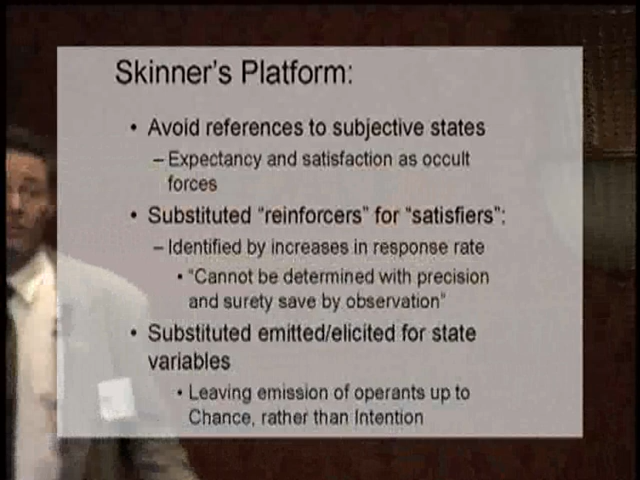 Skinner's Platform:
• Avoid references to subjective states
– Expectancy and satisfaction as occult
forces
• Substituted "reinforcers" for "satisfiers":
– Identified by increases in response rate
• "Cannot be determined with precision
and surety save by observation"
• Substituted emitted/elicited for state
variables
• Leaving emission of operants up to
Chance, rather than Intention